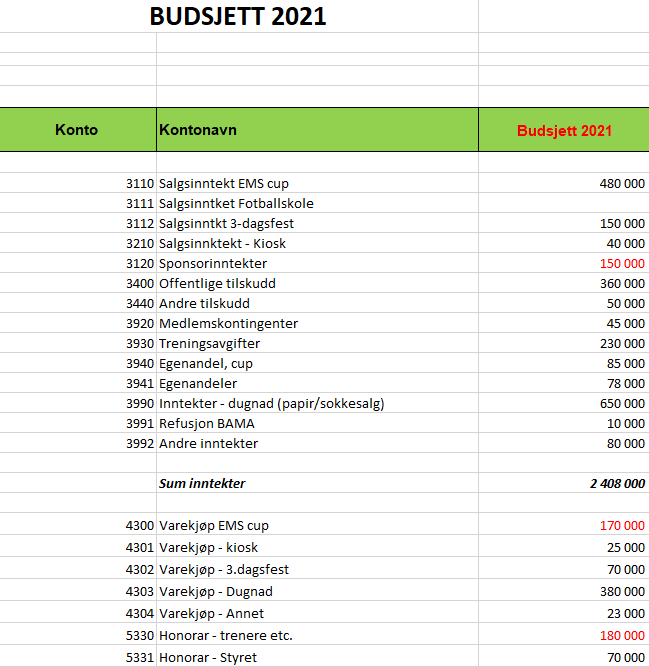 BUDSJETT 2021
Konto Kontonavn Budsjett 2021
3110 Salgsinntekt EMS cup 480 000
3111 Salgsinntket Fotballskole
3112 Salgsinntkt 3-dagsfest 150 000
3210 Salgsinnktekt - Kiosk 40 000
3120 Sponsorinntekter 150 000
3400 Offentlige tilskudd 360 000
3440 Andre tilskudd 50 000
3920 Medlemskontingenter 45 000
3930 Treningsavgifter 230 000
3940 Egenandel, cup 85 000
3941 Egenandeler 78 000
3990 Inntekter - dugnad (papir/sokkesalg) 650 000
3991 Refusjon BAMA 10 000
3992 Andre inntekter 80 000
Sum inntekter 2 408 000
4300 Varekjøp EMS cup 170 000
4301 Varekjøp - kiosk 25 000
4302 Varekjøp - 3.dagsfest 70 000
4303 Varekjøp - Dugnad 380 000
4304 Varekjøp - Annet 23 000
5330 Honorar - trenere etc. 180 000
5331 Honorar - Styret 70 000